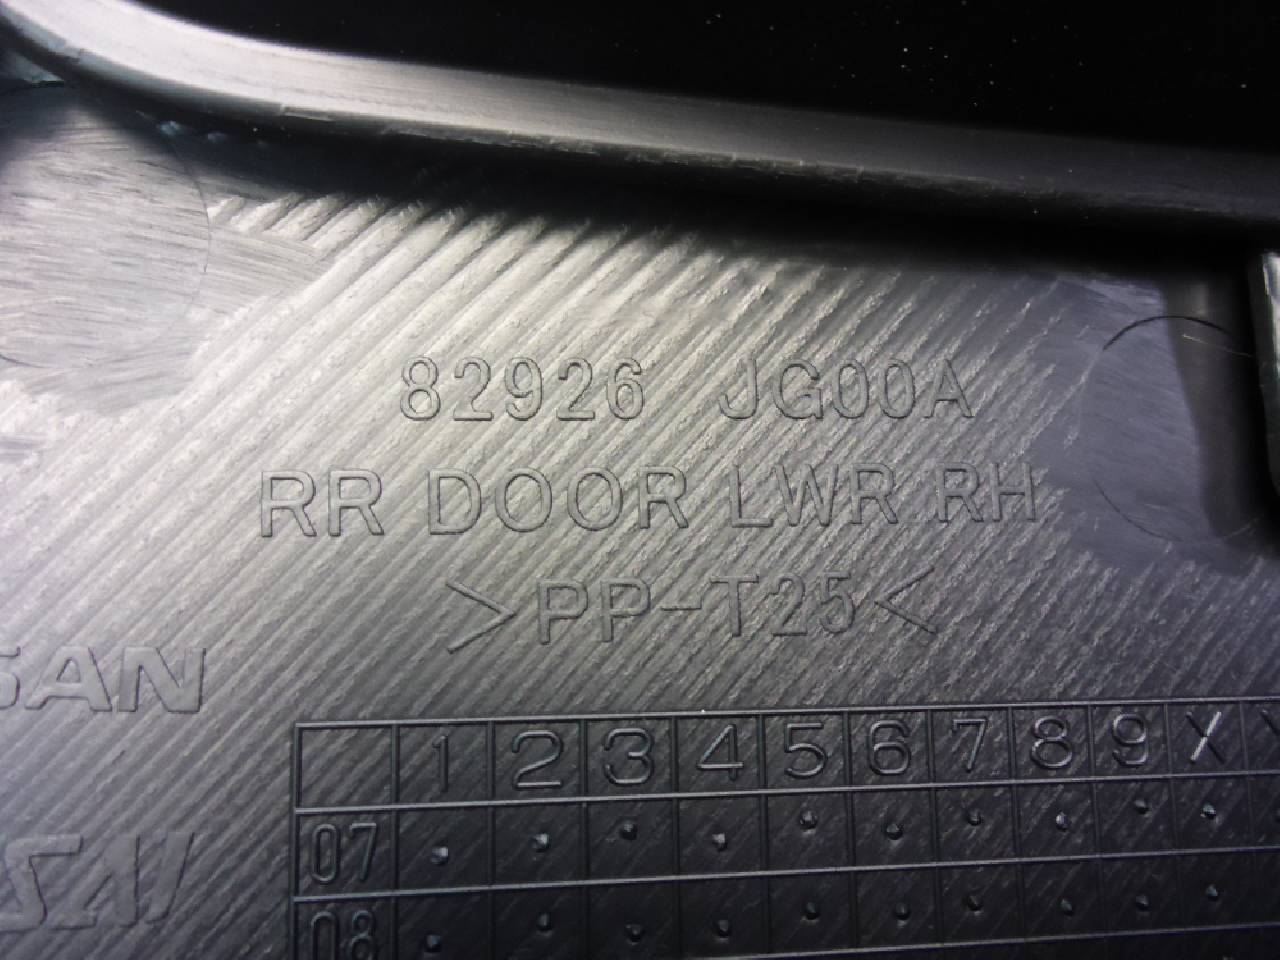 82926 JG00A
RR DOOR LWR RH
>PP-T25<
SAN
1 2 3 4 5 6 7 8 9 X
07
08